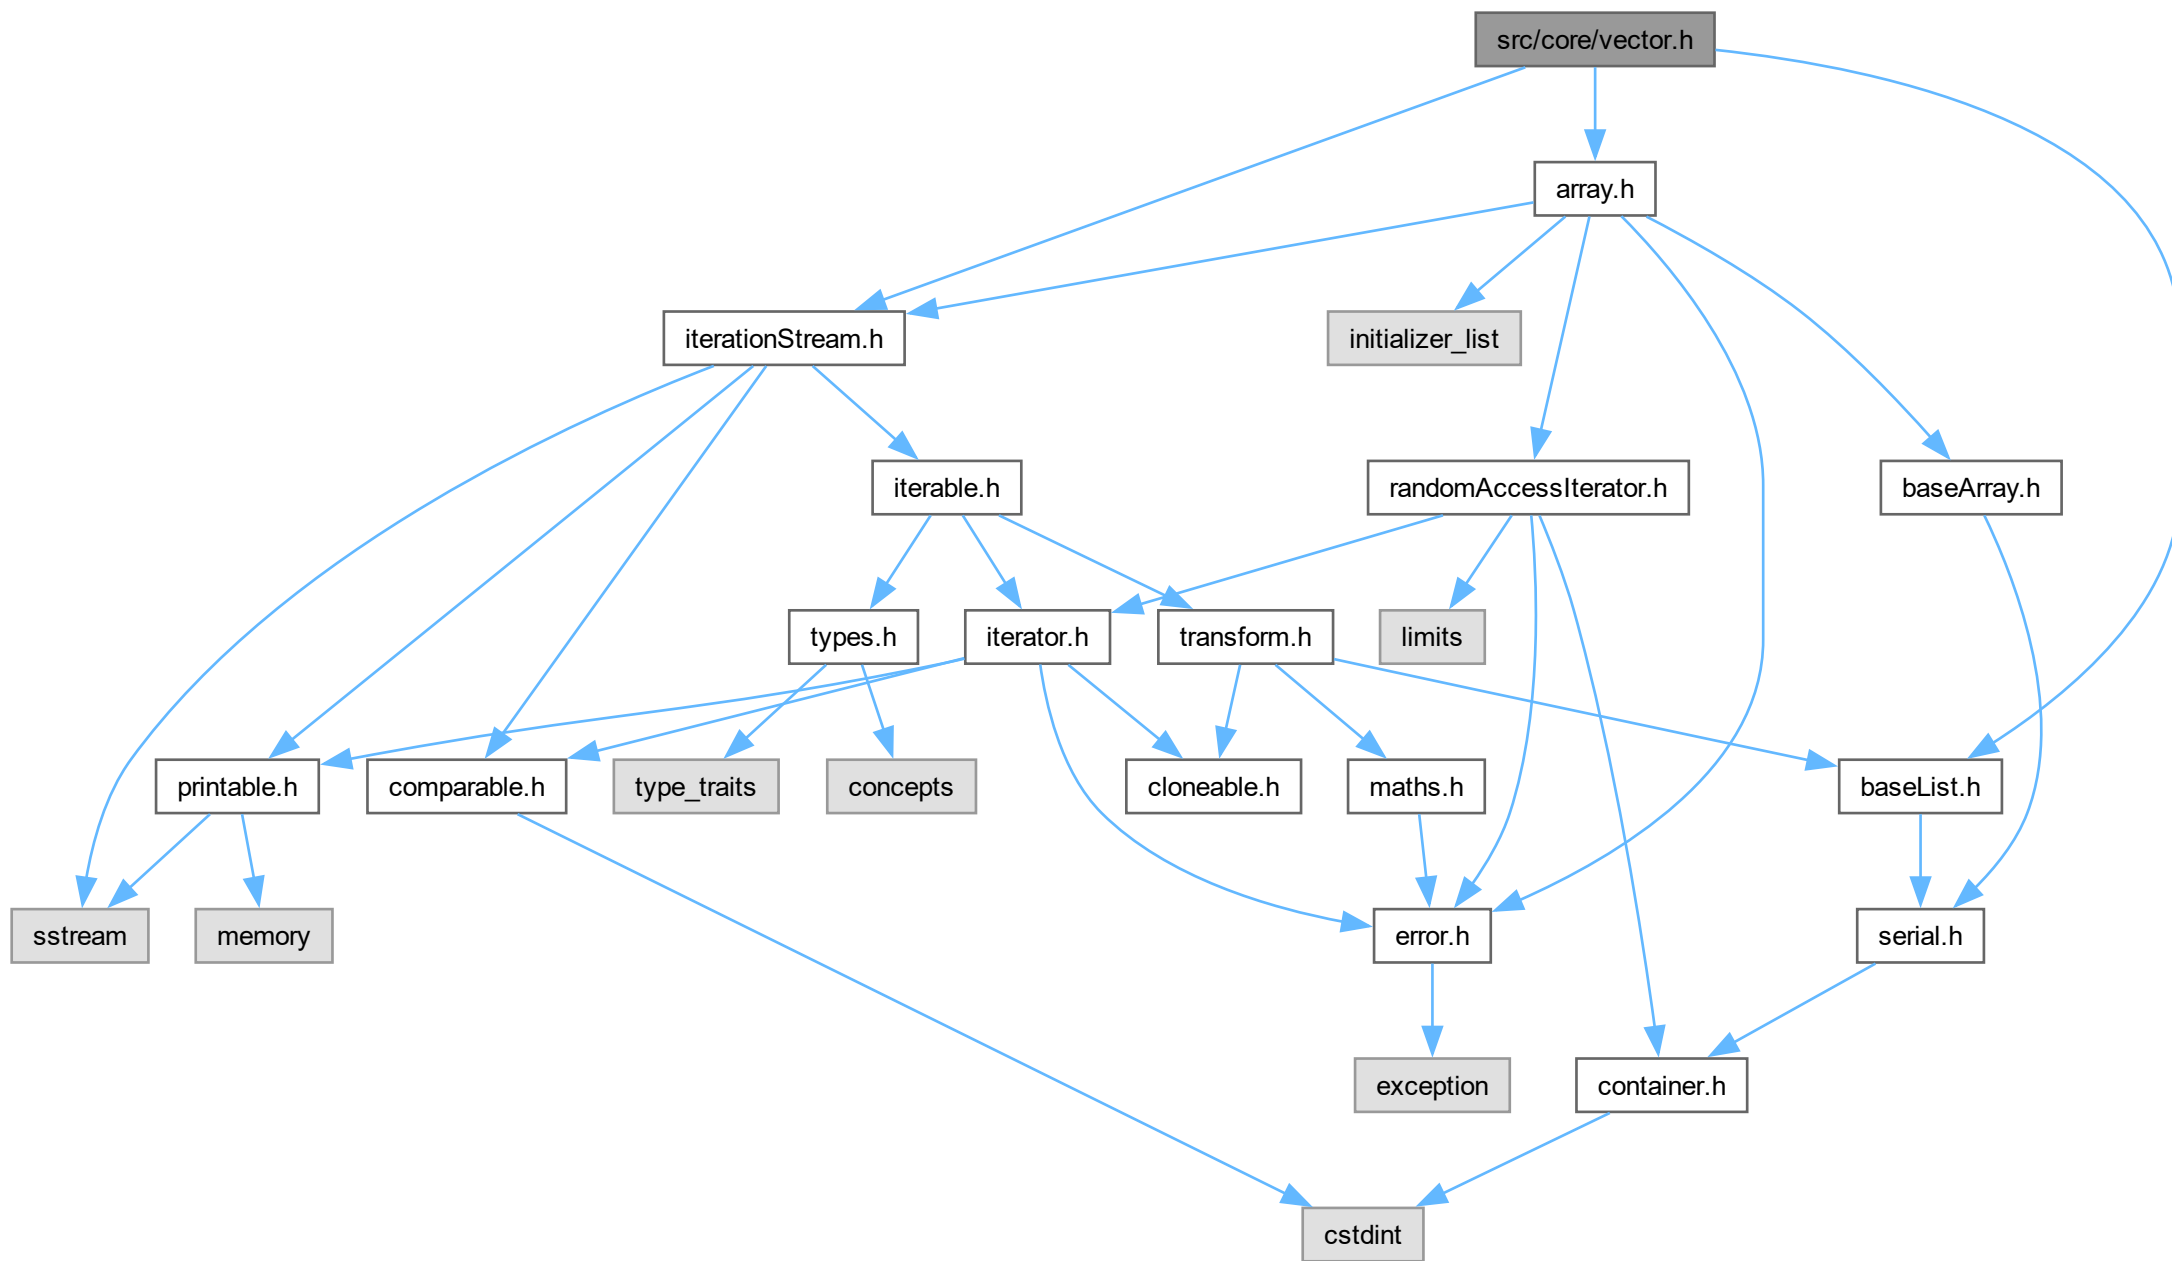 src/core/vector.h
array.h
iterationStream.h
initializer_list
iterable.h
randomAccessIterator.h
baseArray.h
types.h
iterator.h
transform.h
limits
printable.h
comparable.h
type_traits
concepts
cloneable.h
maths.h
baseList.h
sstream
memory
error.h
serial.h
exception
container.h
cstdint